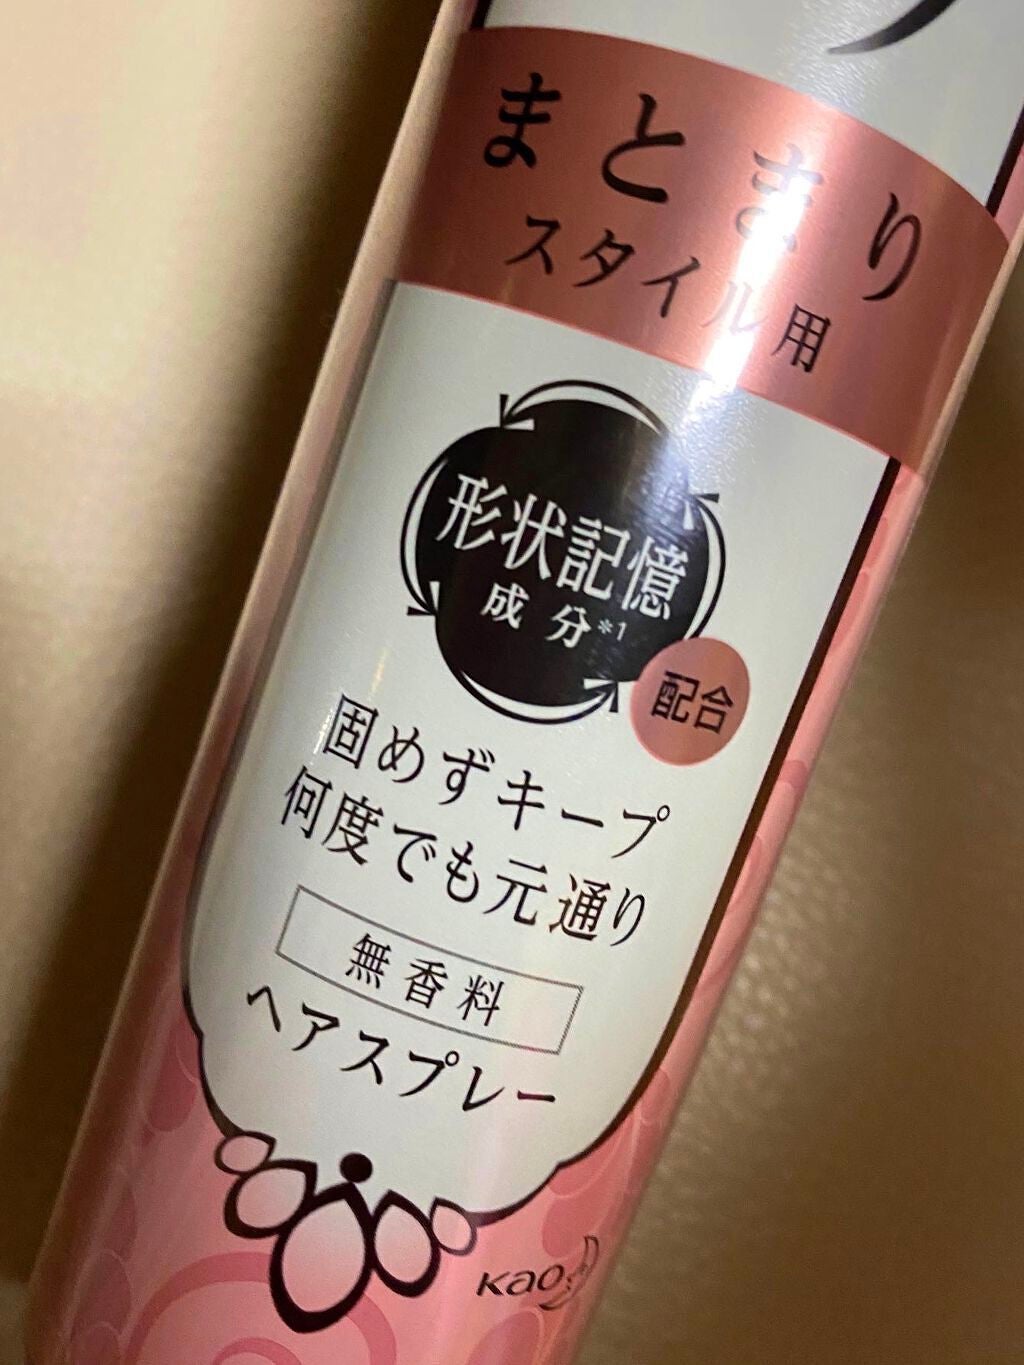 まとまり
スタイル用
形状記憶
成分*1
配合
固めずキープ
何度でも元通り
無香料
ヘアスプレー
Kao